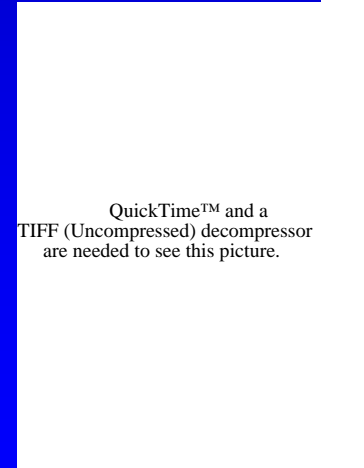 QuickTime™ and a
TIFF (Uncompressed) decompressor
are needed to see this picture.